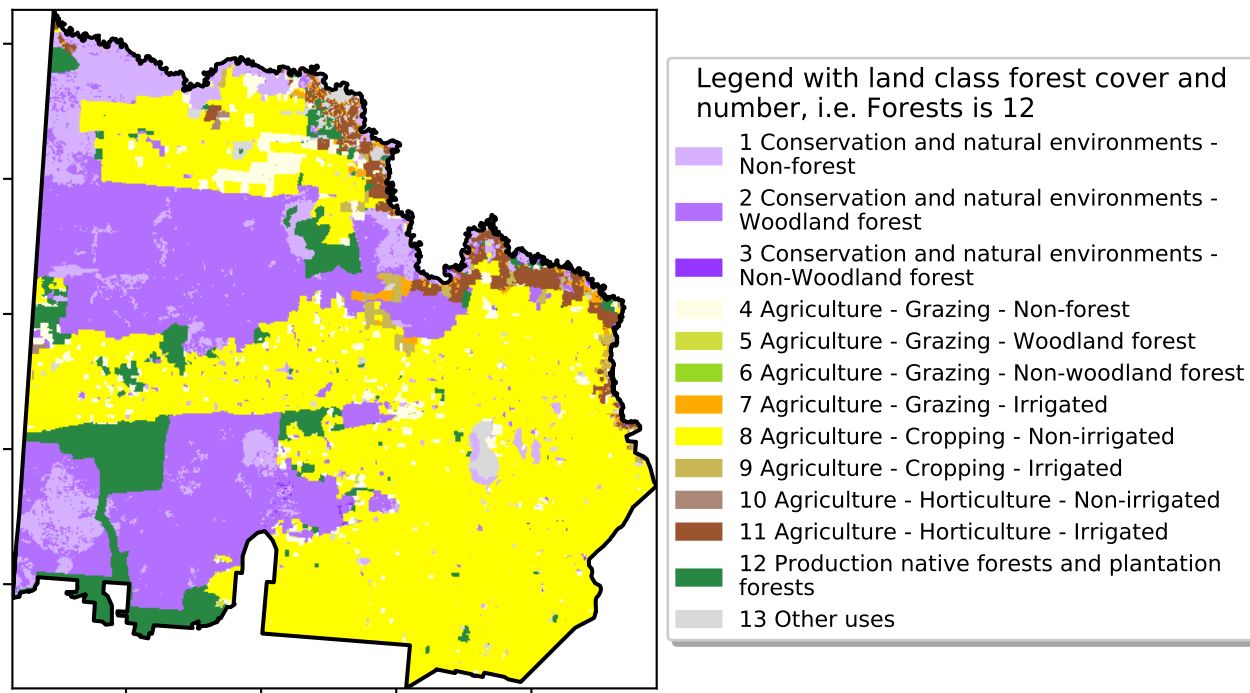 Legend with land class forest cover and
number, i.e. Forests is 12
1 Conservation and natural environments -
Non-forest
2 Conservation and natural environments -
Woodland forest
3 Conservation and natural environments -
Non-Woodland forest
4 Agriculture - Grazing - Non-forest
5 Agriculture - Grazing - Woodland forest
6 Agriculture - Grazing - Non-woodland forest
7 Agriculture - Grazing - Irrigated
8 Agriculture - Cropping - Non-irrigated
9 Agriculture - Cropping - Irrigated
10 Agriculture - Horticulture - Non-irrigated
11 Agriculture - Horticulture - Irrigated
12 Production native forests and plantation
forests
13 Other uses